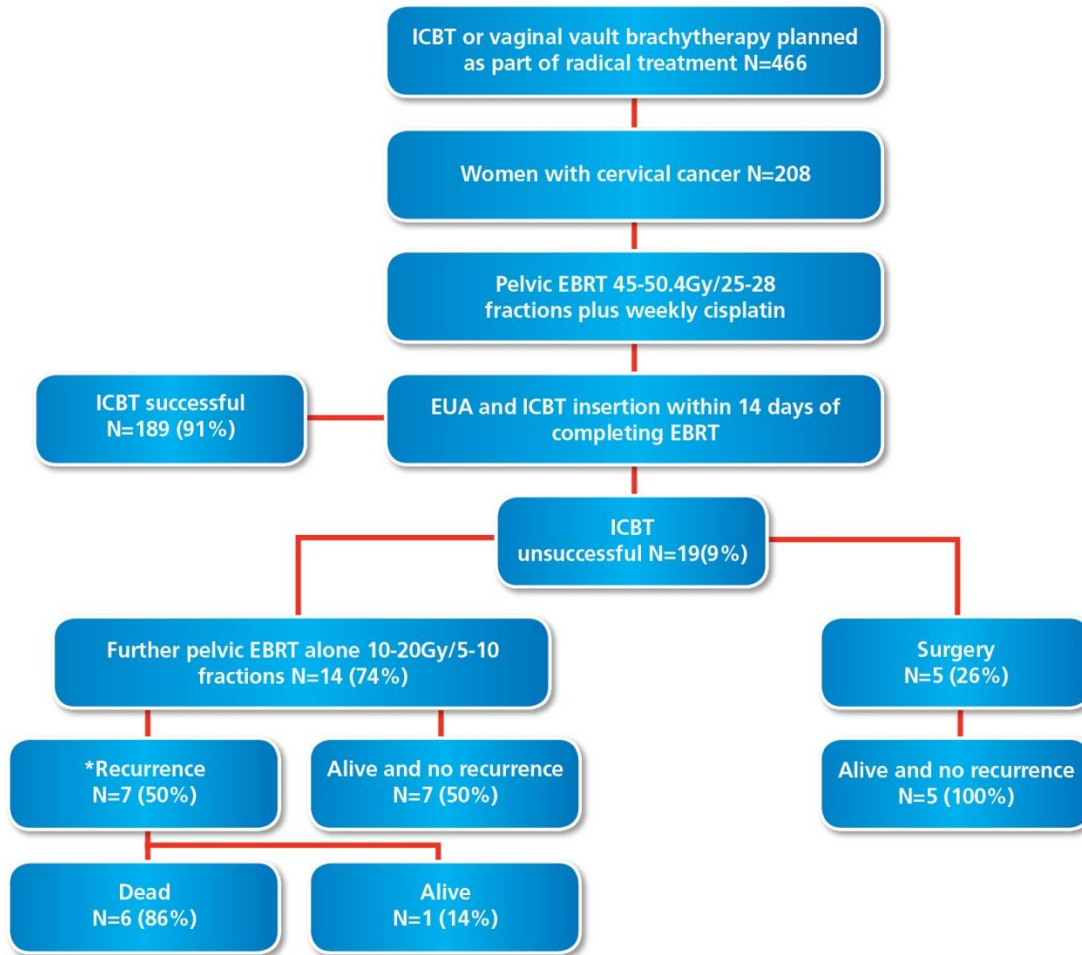 ICBT or vaginal vault brachytherapy planned
as part of radical treatment N=466
Women with cervical cancer N=208
Pelvic EBRT 45-50.4Gy/25-28
fractions plus weekly cisplatin
ICBT successful
N=189 (91%)
EUA and ICBT insertion within 14 days of
completing EBRT
ICBT
unsuccessful N=19(9%)
Further pelvic EBRT alone 10-20Gy/5-10
fractions N=14 (74%)
Surgery
N=5 (26%)
*Recurrence
N=7 (50%)
Alive and no recurrence
N=7 (50%)
Alive and no recurrence
N=5 (100%)
Dead
N=6 (86%)
Alive
N=1 (14%)